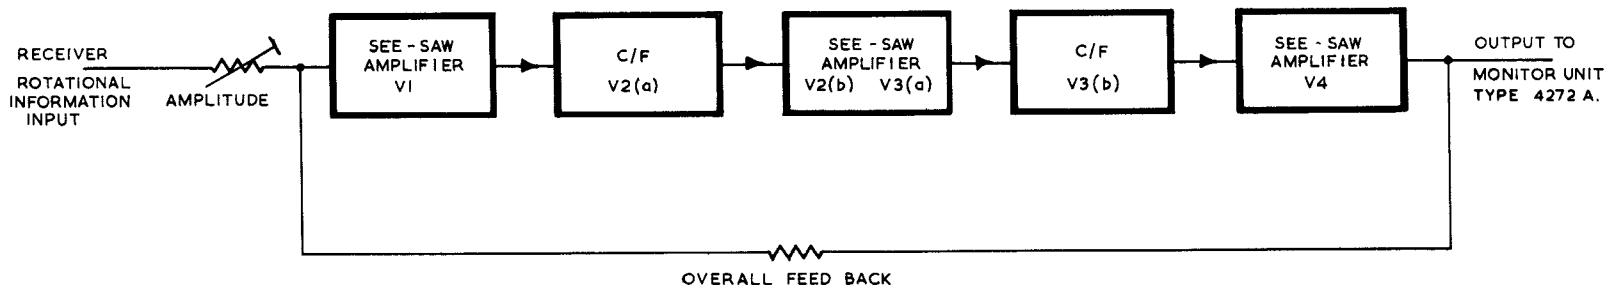 RECEIVER
ROTATIONAL
INFORMATION
INPUT
AMPLITUDE
SEE - SAW
AMPLIFIER
V1
C/F
V2(a)
SEE - SAW
AMPLIFIER
V2(b) V3(a)
C/F
V3(b)
SEE - SAW
AMPLIFIER
V4
OUTPUT TO
MONITOR UNIT
TYPE 4272 A.
OVERALL FEED BACK